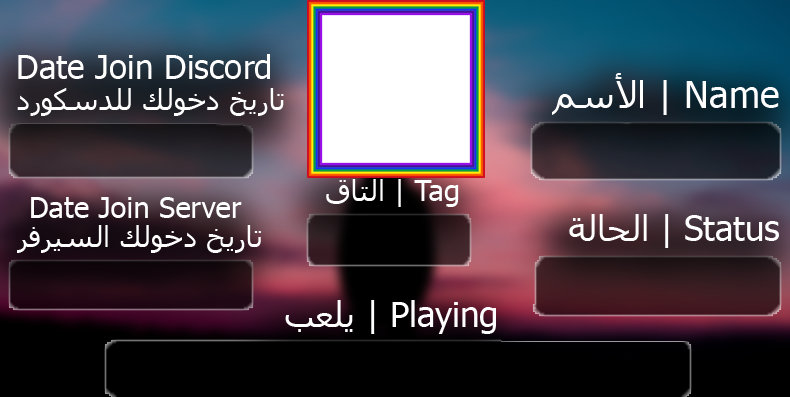 Date Join Discord
تاريخ دخولك للدسكورد
Name | الأسم
Tag | التاق
Date Join Server
تاريخ دخولك السيرفر
Status | الحالة
Playing | يلعب